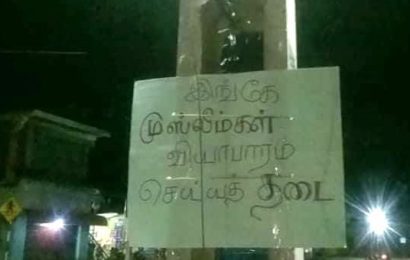 இங்கே
முஸ்லீம்கள்
வியாபாரம்
செய்யத் தடை